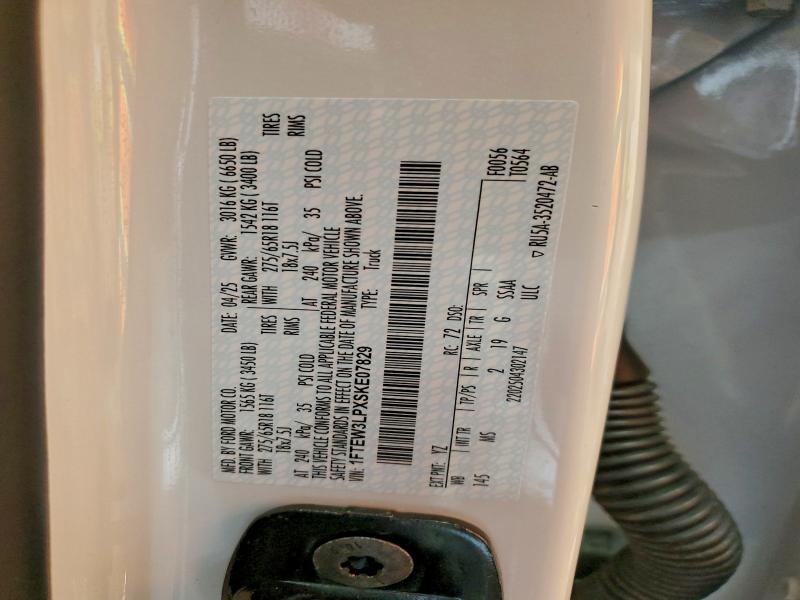 MFD. BY FORD MOTOR CO.
DATE: 04/25 GVWR: 3016 KG ( 6650 LB)
FRONT GAWR: 1565 KG ( 3450 LB) REAR GAWR: 1542 KG ( 3400 LB)
WITH 275/65R18 116T TIRES WITH 275/65R18 116T TIRES
18x7.5J RIMS 18x7.5J RIMS
AT 240 kPa/ 35 PSI COLD AT 240 kPa/ 35 PSI COLD
THIS VEHICLE CONFORMS TO ALL APPLICABLE FEDERAL MOTOR VEHICLE
SAFETY STANDARDS IN EFFECT ON THE DATE OF MANUFACTURE SHOWN ABOVE.
VIN: 1FTEW3LPXSKE07829 TYPE: Truck
F0056
T0564
EXT PNT: YZ RC: 72 DSO:
WB INT TR TP/PS R AXLE TR SPR
145 MS 2 19 G SSAA
2202504302147 ULC
▽ RU5A-3520472-AB